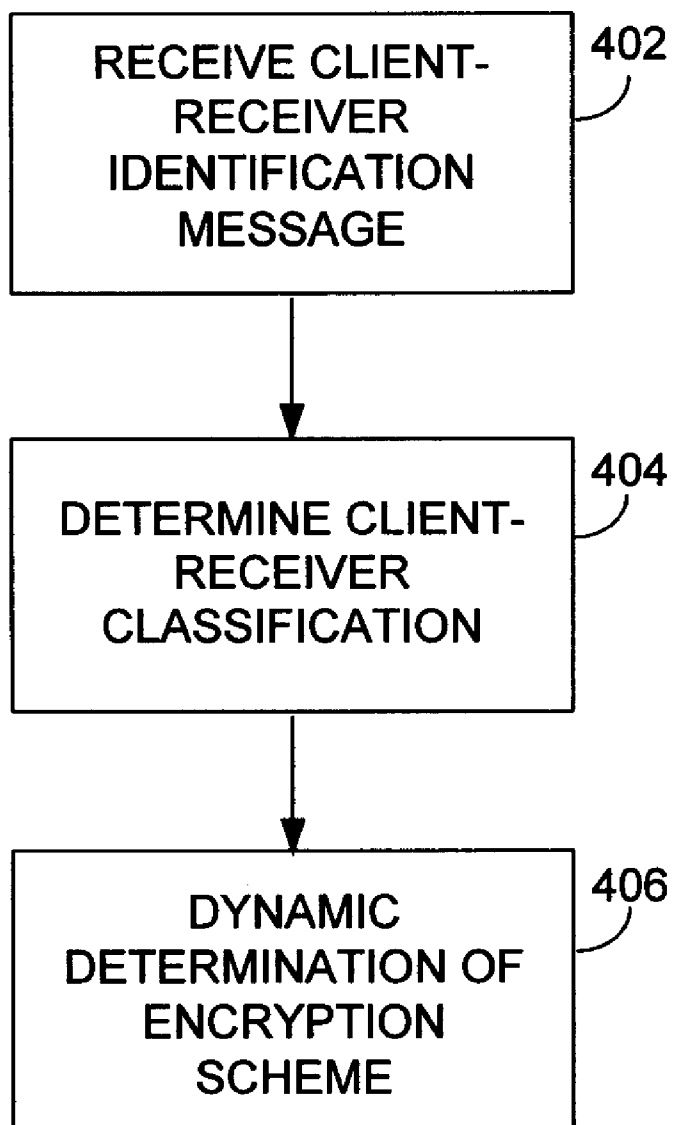 RECEIVE CLIENT-
RECEIVER
IDENTIFICATION
MESSAGE
402
DETERMINE CLIENT-
RECEIVER
CLASSIFICATION
404
DYNAMIC
DETERMINATION OF
ENCRYPTION
SCHEME
406